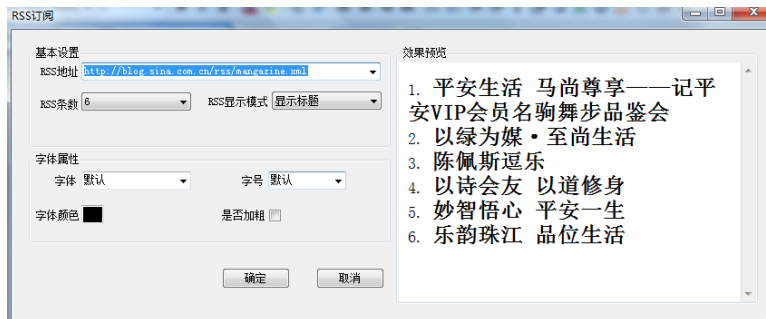 RSS订阅
基本设置
RSS地址 http://blog.sina.com.cn/rss/mangazine.xml
RSS条数 6 RSS显示模式 显示标题
字体属性
字体 默认 字号 默认
字体颜色 是否加粗
确定 取消
效果预览
1. 平安生活 马尚尊享——记平
安VIP会员名驹舞步品鉴会
2. 以绿为媒·至尚生活
3. 陈佩斯逗乐
4. 以诗会友 以道修身
5. 妙智悟心 平安一生
6. 乐韵珠江 品位生活